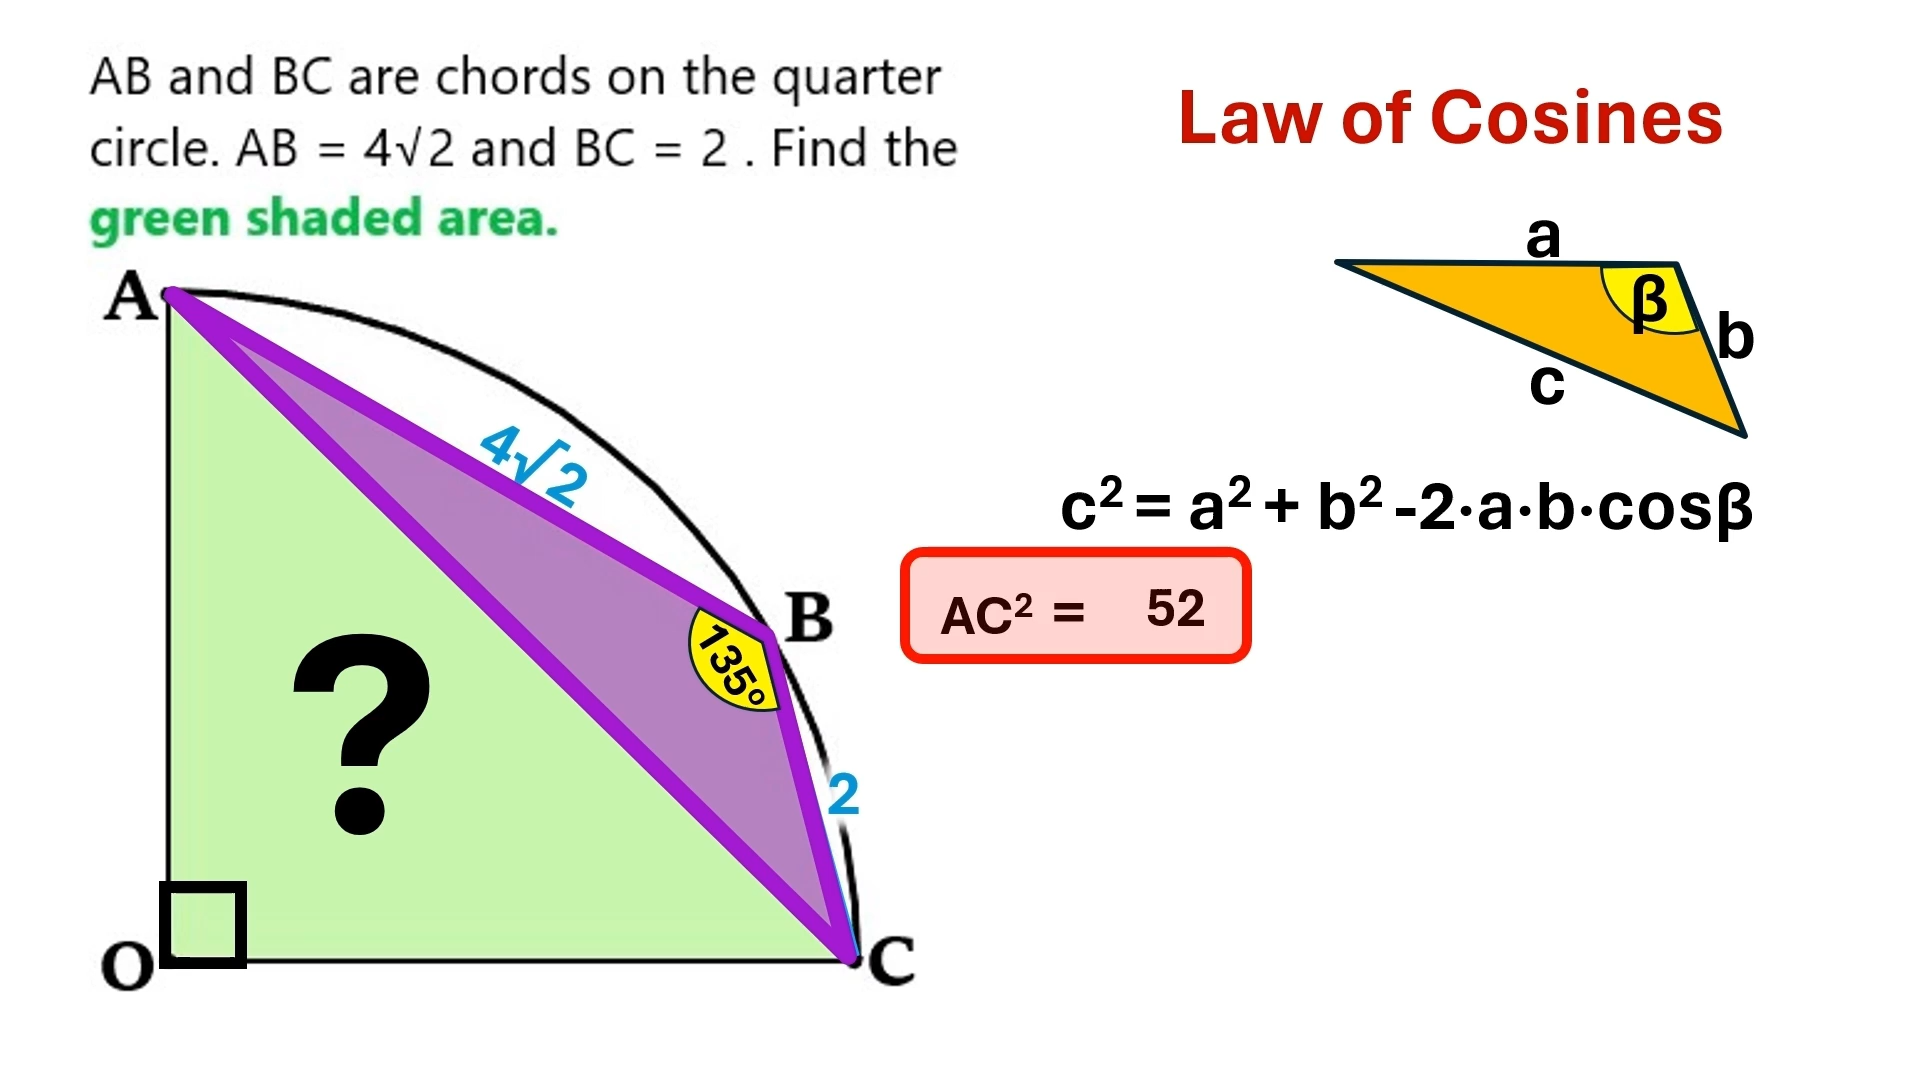 AB and BC are chords on the quarter
circle. AB = 4√2 and BC = 2 . Find the
green shaded area.
A
4√2
B
135º
2
?
O
C
Law of Cosines
a
β
b
c
c² = a² + b² -2·a·b·cosβ
AC² = 52